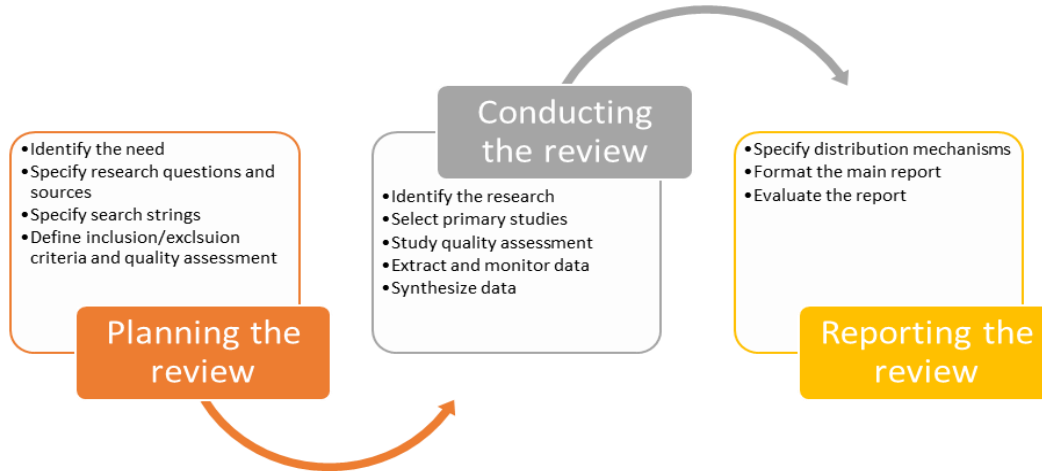 •Identify the need
•Specify research questions and
sources
•Specify search strings
•Define inclusion/exclsuion
criteria and quality assessment
Planning the
review
Conducting
the review
•Identify the research
•Select primary studies
•Study quality assessment
•Extract and monitor data
•Synthesize data
•Specify distribution mechanisms
•Format the main report
•Evaluate the report
Reporting the
review